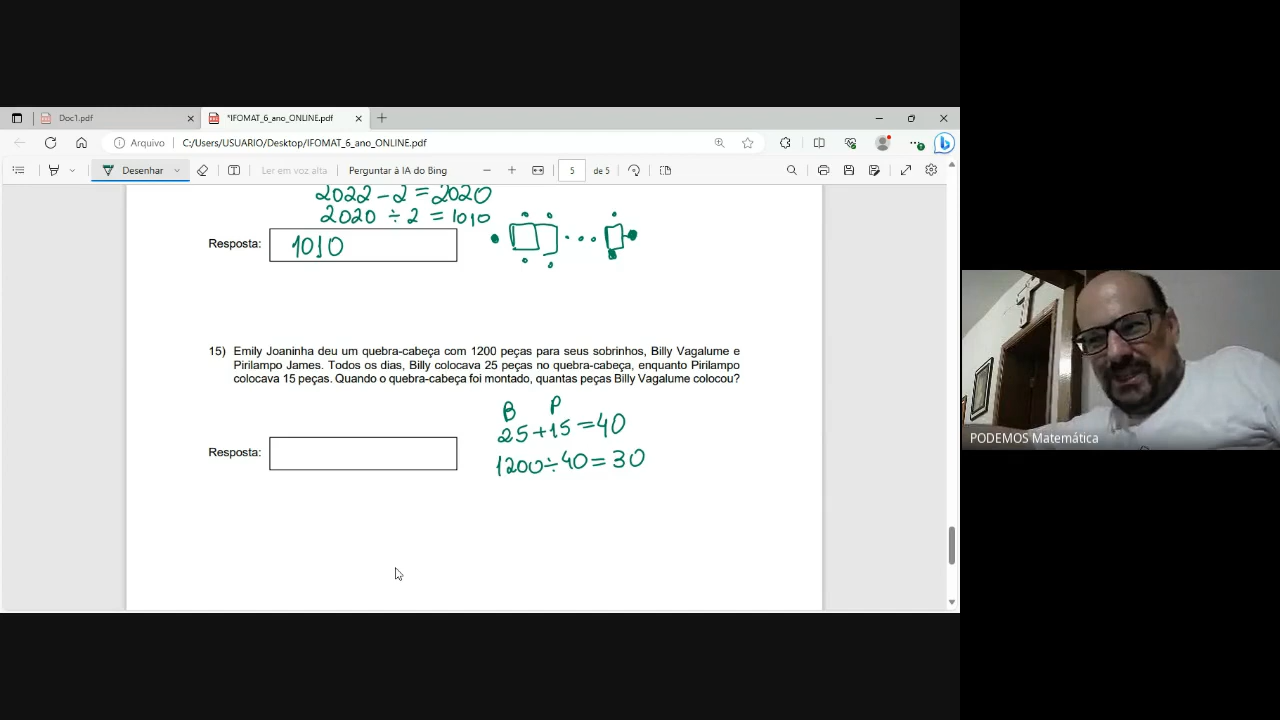 Doc1.pdf
*IFOMAT_6_ano_ONLINE.pdf
Arquivo
C:/Users/USUARIO/Desktop/IFOMAT_6_ano_ONLINE.pdf
Desenhar
Ler em voz alta
Perguntar à IA do Bing
5
de 5
2022 - 2 = 2020
2020 ÷ 2 = 1010
Resposta: 1010
15) Emily Joaninha deu um quebra-cabeça com 1200 peças para seus sobrinhos, Billy Vagalume e
Pirilampo James. Todos os dias, Billy colocava 25 peças no quebra-cabeça, enquanto Pirilampo
colocava 15 peças. Quando o quebra-cabeça foi montado, quantas peças Billy Vagalume colocou?
B P
25+15=40
1200÷40=30
Resposta:
PODEMOS Matemática